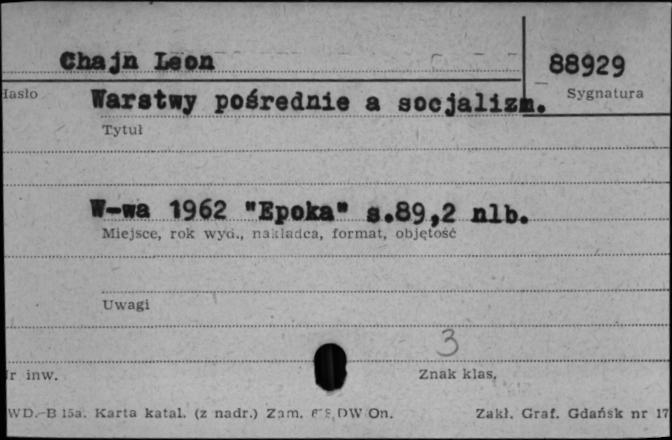 Chajn Leon
88929
Hasło
Sygnatura
Warstwy pośrednie a socjalizm.
Tytuł
W-wa 1962 "Epoka" s.89,2 nlb.
Miejsce, rok wyd., nakładca, format, objętość
Uwagi
3
Nr inw.
Znak klas.
WD.-B 15a. Karta katal. (z nadr.) Zam. DW On.
Zakł. Graf. Gdańsk nr 17